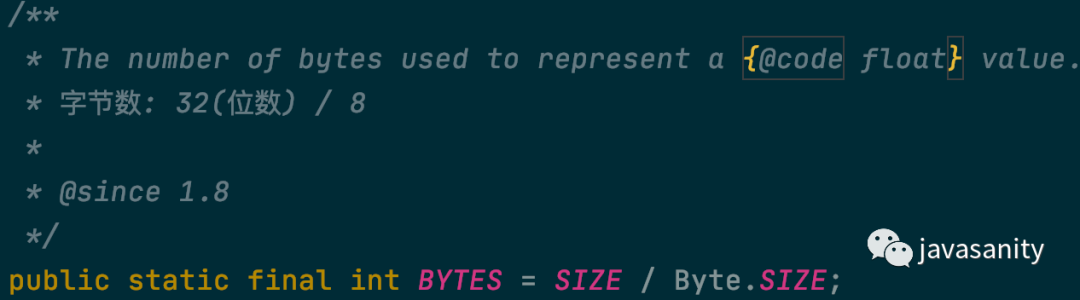 /**
* The number of bytes used to represent a {@code float} value.
* 字节数: 32(位数) / 8
*
* @since 1.8
*/
javasanity
public static final int BYTES = SIZE / Byte.SIZE;